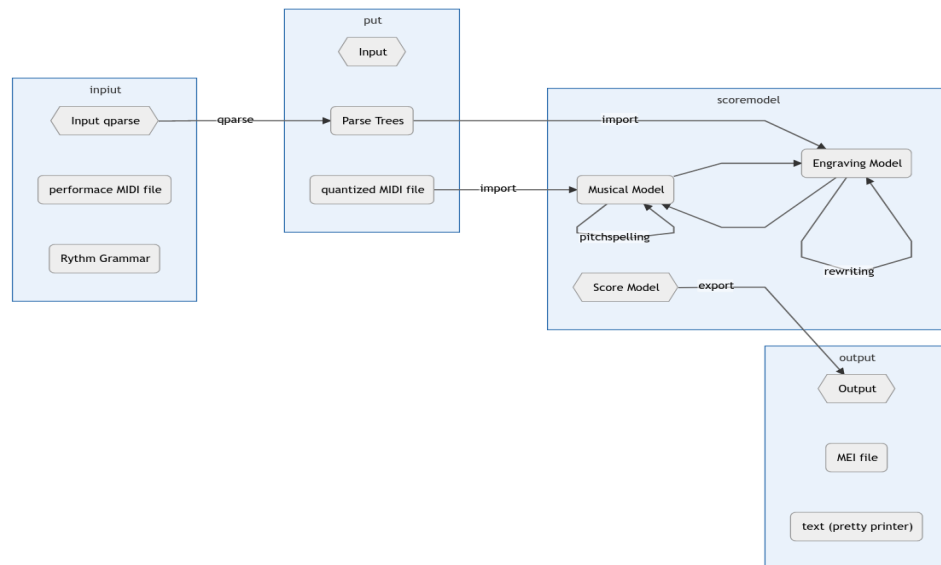 inpiut
Input qparse
performace MIDI file
Rythm Grammar
qparse
put
Input
Parse Trees
quantized MIDI file
import
import
scoremodel
Engraving Model
Musical Model
pitchspelling
rewriting
Score Model
export
output
Output
MEI file
text (pretty printer)